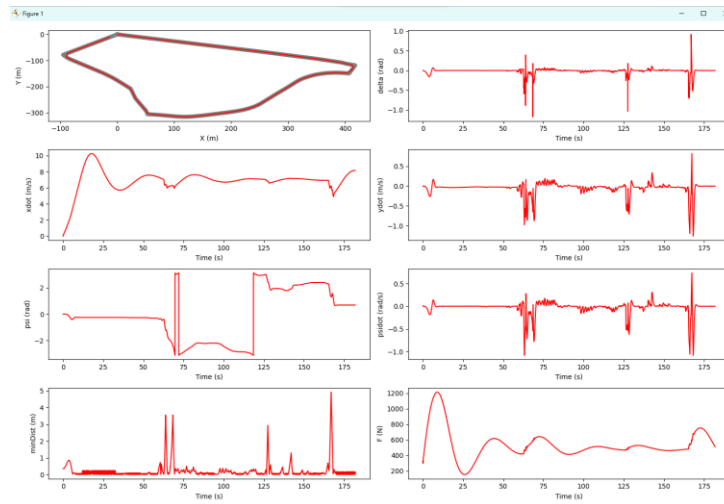 Figure 1
0
−100
−200
−300
Y (m)
−100 0 100 200 300 400
X (m)
0.5
0.0
−0.5
−1.0
delta (rad)
0 25 50 75 100 125 150 175
Time (s)
10
8
6
4
2
0
xdot (m/s)
0 25 50 75 100 125 150 175
Time (s)
0.5
0.0
−0.5
−1.0
ydot (m/s)
0 25 50 75 100 125 150 175
Time (s)
2
0
−2
psi (rad)
0 25 50 75 100 125 150 175
Time (s)
0.5
0.0
−0.5
−1.0
psidot (rad/s)
0 25 50 75 100 125 150 175
Time (s)
5
4
3
2
1
0
minDist (m)
0 25 50 75 100 125 150 175
Time (s)
1200
1000
800
600
400
200
F (N)
0 25 50 75 100 125 150 175
Time (s)